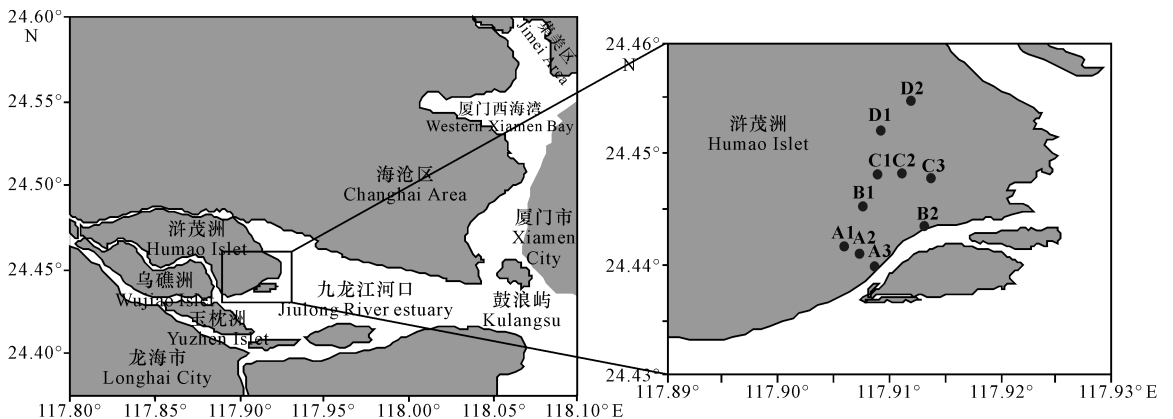 24.60°
N
24.55°
24.50°
24.45°
24.40°
117.80°
117.85°
117.90°
117.95°
118.00°
118.05°
118.10°E
集美区
Jimei Area
厦门西海湾
Western Xiamen Bay
海沧区
Changhai Area
厦门市
Xiamen
City
浒茂洲
Humao Islet
乌礁洲
Wujiao Islet
玉枕洲
Yuzhen Islet
龙海市
Longhai City
九龙江河口
Jiulong River estuary
鼓浪屿
Kulangsu
24.46°
N
24.45°
24.44°
24.43°
117.89°
117.90°
117.91°
117.92°
117.93°
浒茂洲
Humao Islet
D2
D1
C1 C2 C3
B1
B2
A1 A2 A3